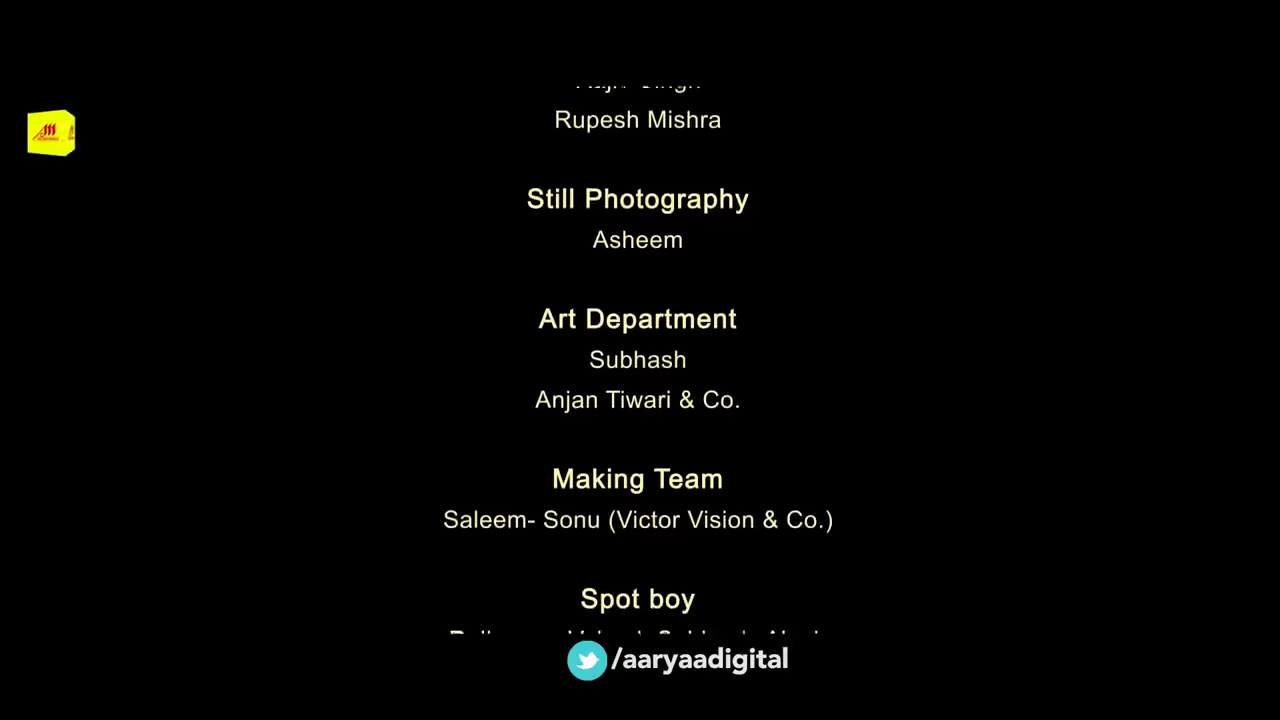 Rupesh Mishra
Still Photography
Asheem
Art Department
Subhash
Anjan Tiwari & Co.
Making Team
Saleem- Sonu (Victor Vision & Co.)
Spot boy
/aaryaadigital